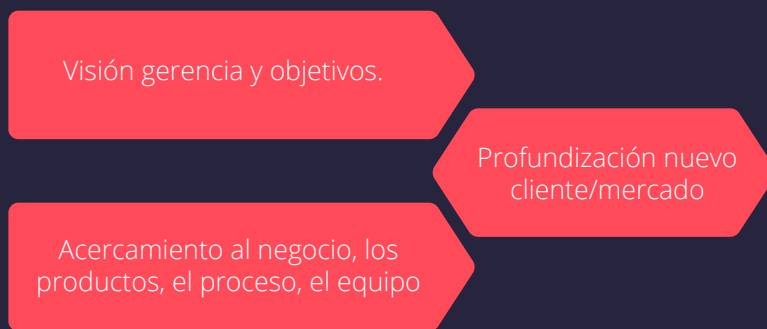 Visión gerencia y objetivos.
Profundización nuevo
cliente/mercado
Acercamiento al negocio, los
productos, el proceso, el equipo